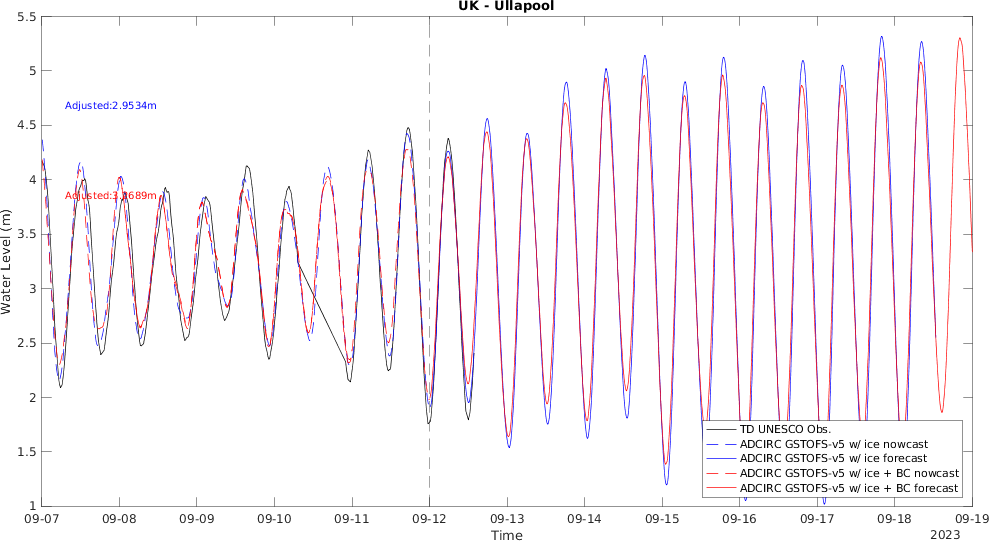 UK - Ullapool
5.5
5
4.5
4
3.5
3
2.5
2
1.5
1
Water Level (m)
Adjusted:2.9534m
TD UNESCO Obs.
ADCIRC GSTOFS-v5 w/ ice nowcast
ADCIRC GSTOFS-v5 w/ ice forecast
ADCIRC GSTOFS-v5 w/ ice + BC nowcast
ADCIRC GSTOFS-v5 w/ ice + BC forecast
09-07 09-08 09-09 09-10 09-11 09-12 09-13 09-14 09-15 09-16 09-17 09-18 09-19
Time
2023